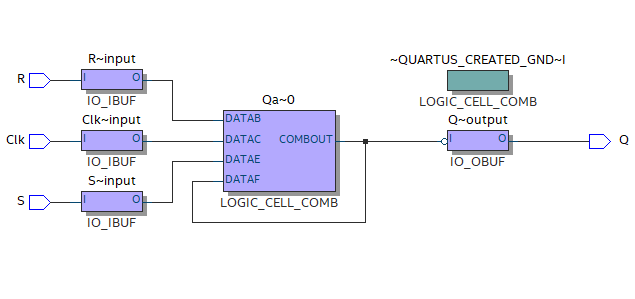 R~input
R
I
O
IO_IBUF
~QUARTUS_CREATED_GND~I
LOGIC_CELL_COMB
Qa~0
DATAB
DATAC
DATAE
DATAF
COMBOUT
LOGIC_CELL_COMB
Clk~input
Clk
I
O
IO_IBUF
Q~output
I
O
IO_OBUF
Q
S~input
S
I
O
IO_IBUF